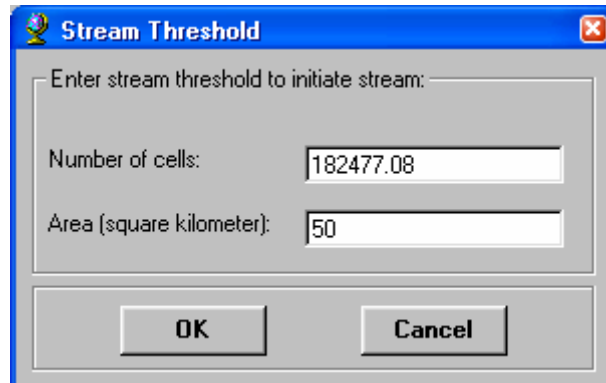 Stream Threshold
Enter stream threshold to initiate stream:
Number of cells: 182477.08
Area (square kilometer): 50
OK Cancel